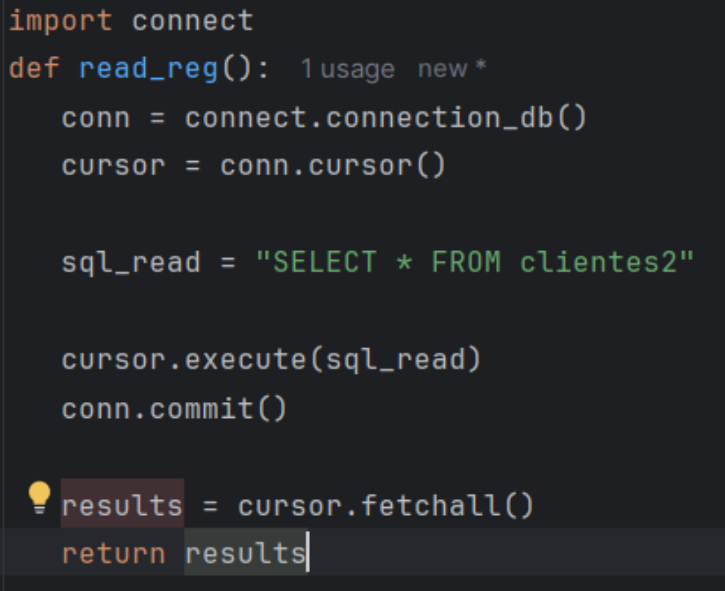 import connect
def read_reg(): 1 usage new *
conn = connect.connection_db()
cursor = conn.cursor()
sql_read = "SELECT * FROM clientes2"
cursor.execute(sql_read)
conn.commit()
results = cursor.fetchall()
return results